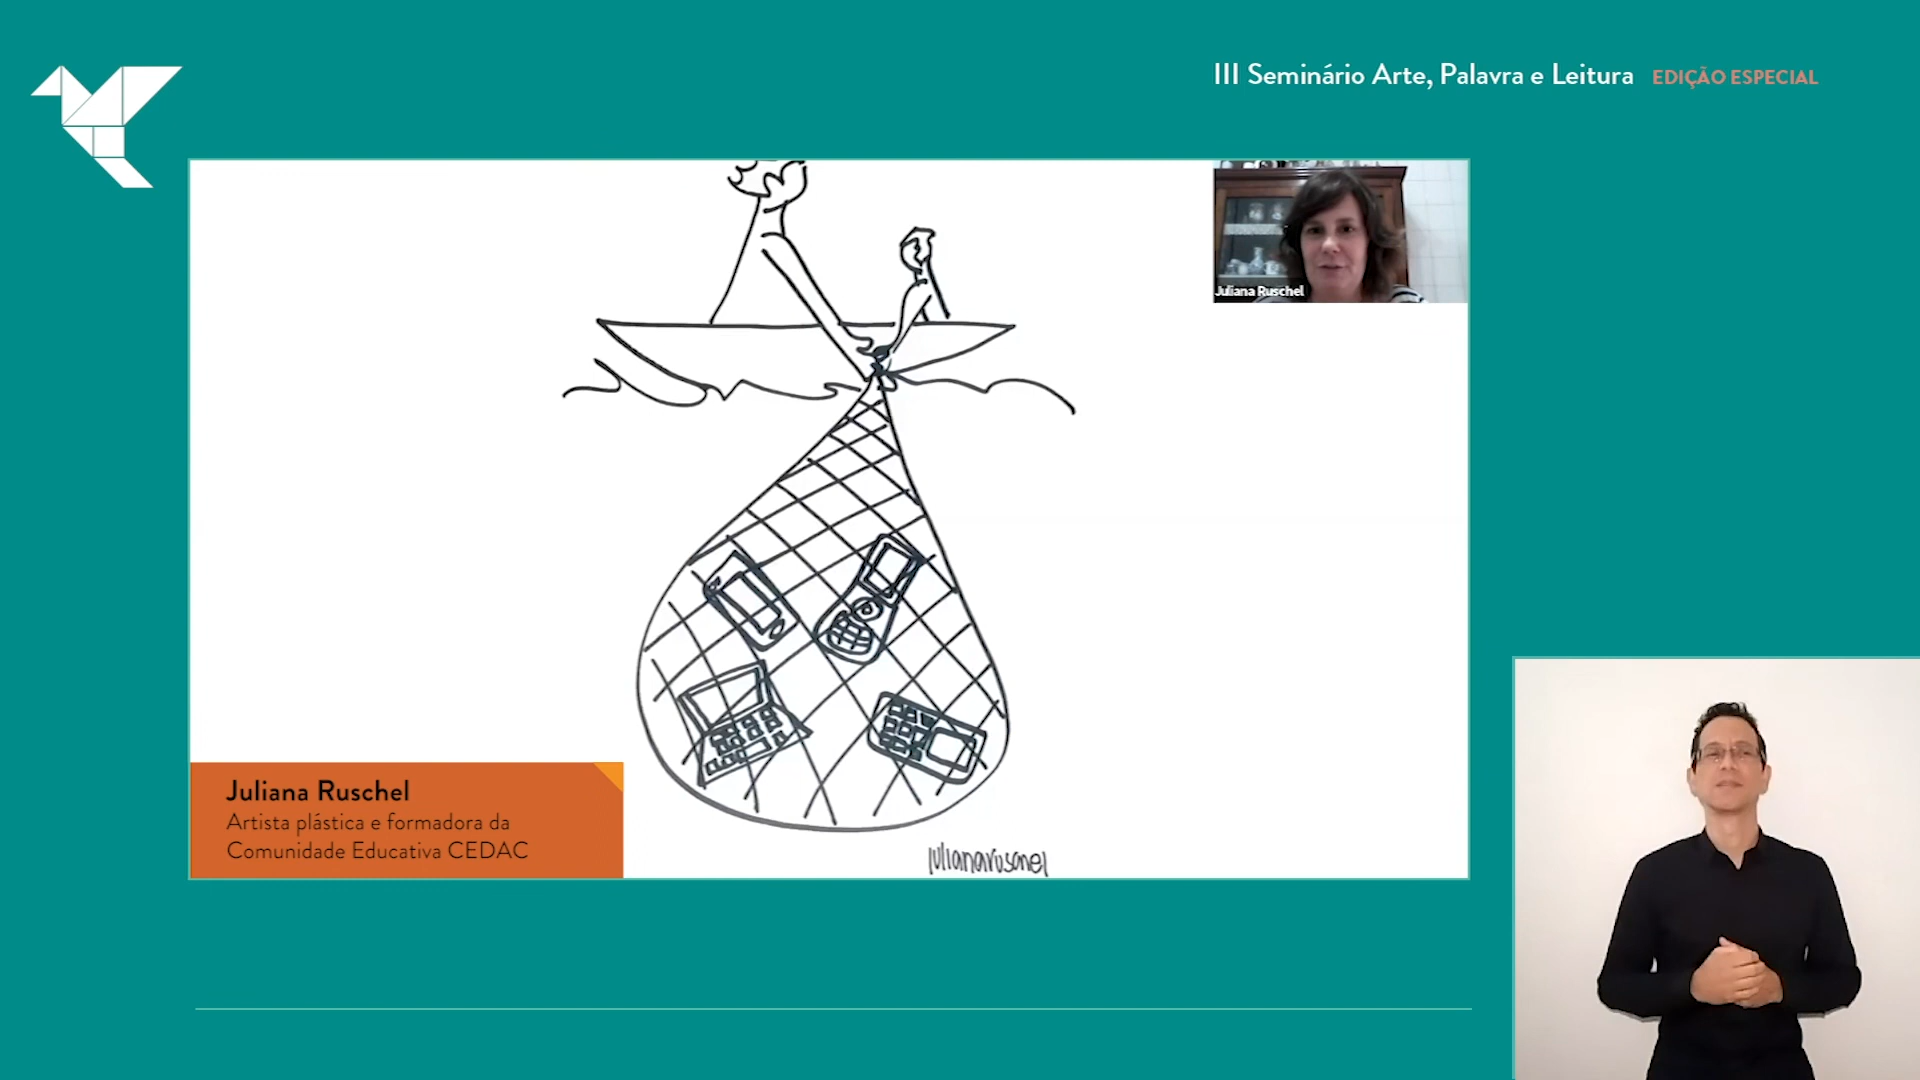 III Seminário Arte, Palavra e Leitura EDIÇÃO ESPECIAL
Juliana Ruschel
Juliana Ruschel
Artista plástica e formadora da
Comunidade Educativa CEDAC
julianaruschel